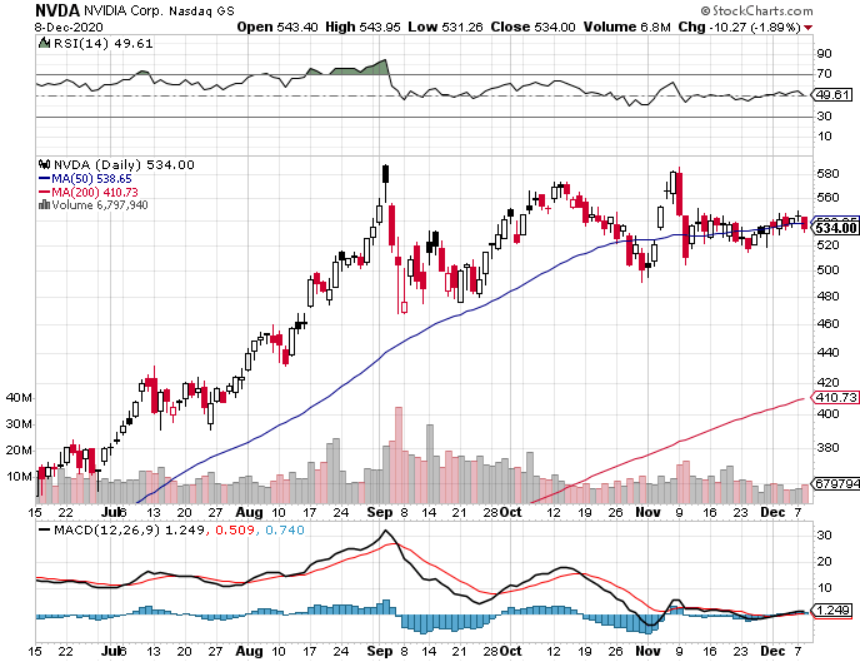 NVDA NVIDIA Corp. Nasdaq GS © StockCharts.com
8-Dec-2020 Open 543.40 High 543.95 Low 531.26 Close 534.00 Volume 6.8M Chg -10.27 (-1.89%)
RSI(14) 49.61
90
70
49.61
30
10
NVDA (Daily) 534.00
MA(50) 538.65
MA(200) 410.73
Volume 6,797,940
580
560
534.00
520
500
480
460
440
420
410.73
400
380
679794
40M
30M
20M
10M
15 22 Jul 6 13 20 27 Aug 10 17 24 Sep 8 14 21 28 Oct 12 19 26 Nov 9 16 23 Dec 7
MACD(12,26,9) 1.249, 0.509, 0.740
30
20
10
1.249
15 22 Jul 6 13 20 27 Aug 10 17 24 Sep 8 14 21 28 Oct 12 19 26 Nov 9 16 23 Dec 7